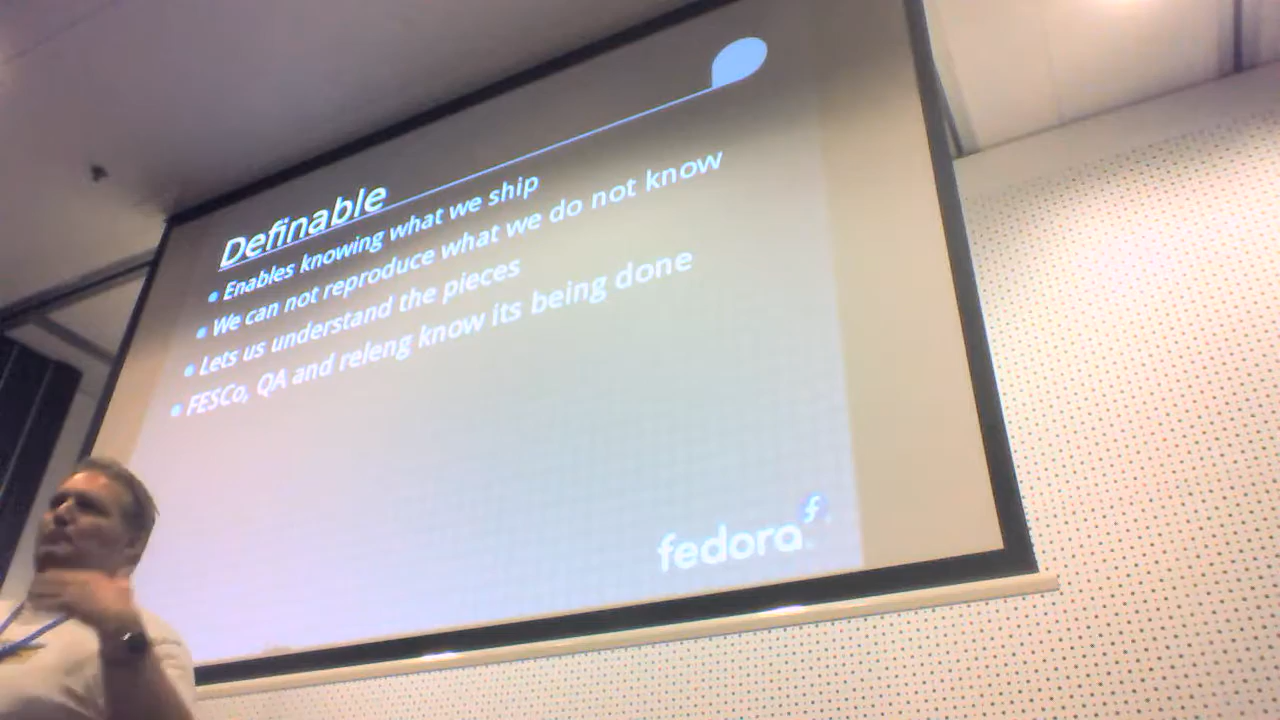 Definable
• Enables knowing what we ship
• We can not reproduce what we do not know
• Lets us understand the pieces
• FESCo, QA and releng know its being done
fedora